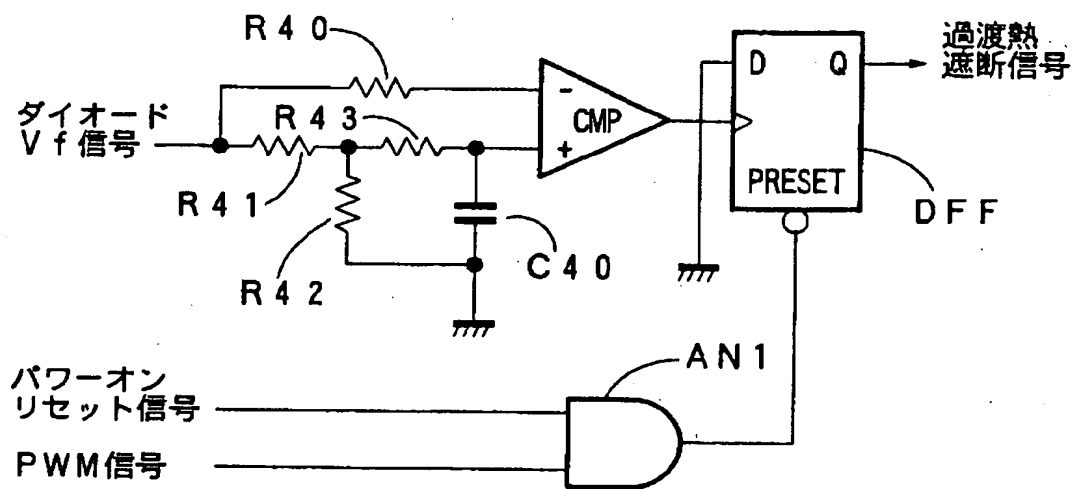 R40
過渡熱
遮断信号
D Q
-
CMP
+
ダイオード
Vf信号
R43
R41
PRESET
DFF
R42
C40
AN1
パワーオン
リセット信号
PWM信号